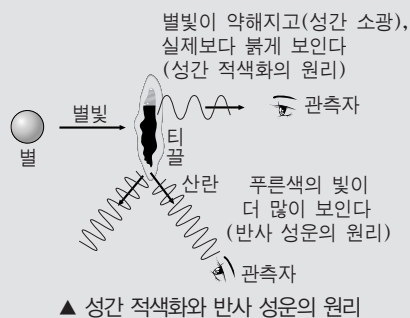 별빛이 약해지고(성간 소광),
실제보다 붉게 보인다
(성간 적색화의 원리)
별빛
관측자
별
티
끌
산란
푸른색의 빛이
더 많이 보인다
(반사 성운의 원리)
관측자
▲ 성간 적색화와 반사 성운의 원리